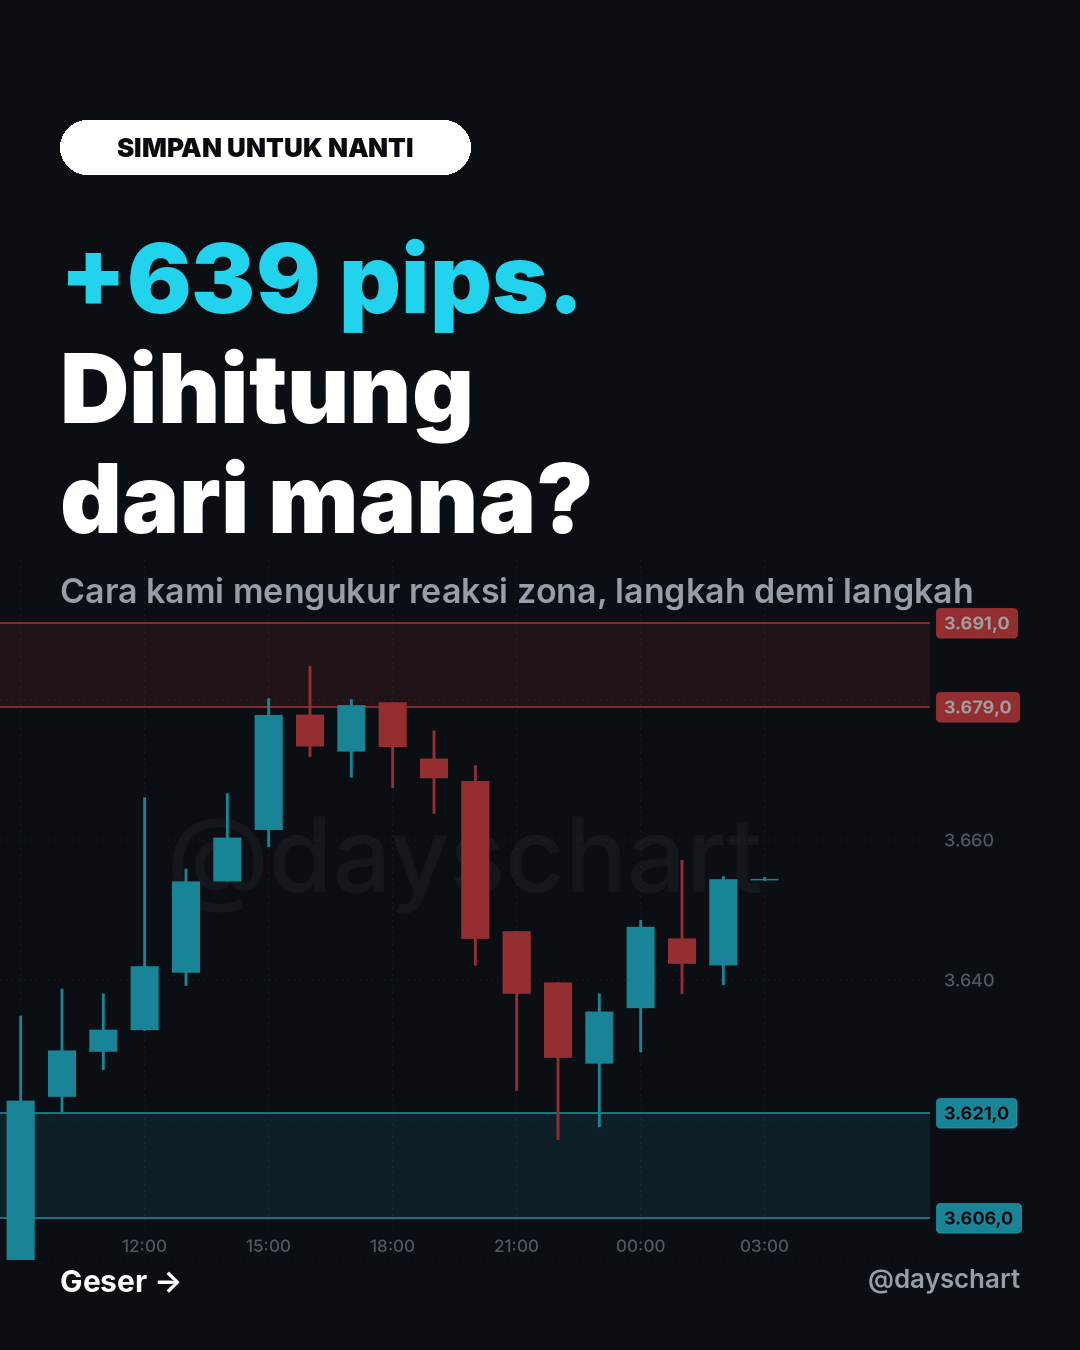 SIMPAN UNTUK NANTI
+639 pips.
Dihitung
dari mana?
Cara kami mengukur reaksi zona, langkah demi langkah
3.691,0
3.679,0
@dayschart
3.660
3.640
3.621,0
3.606,0
12:00 15:00 18:00 21:00 00:00 03:00
Geser →
@dayschart